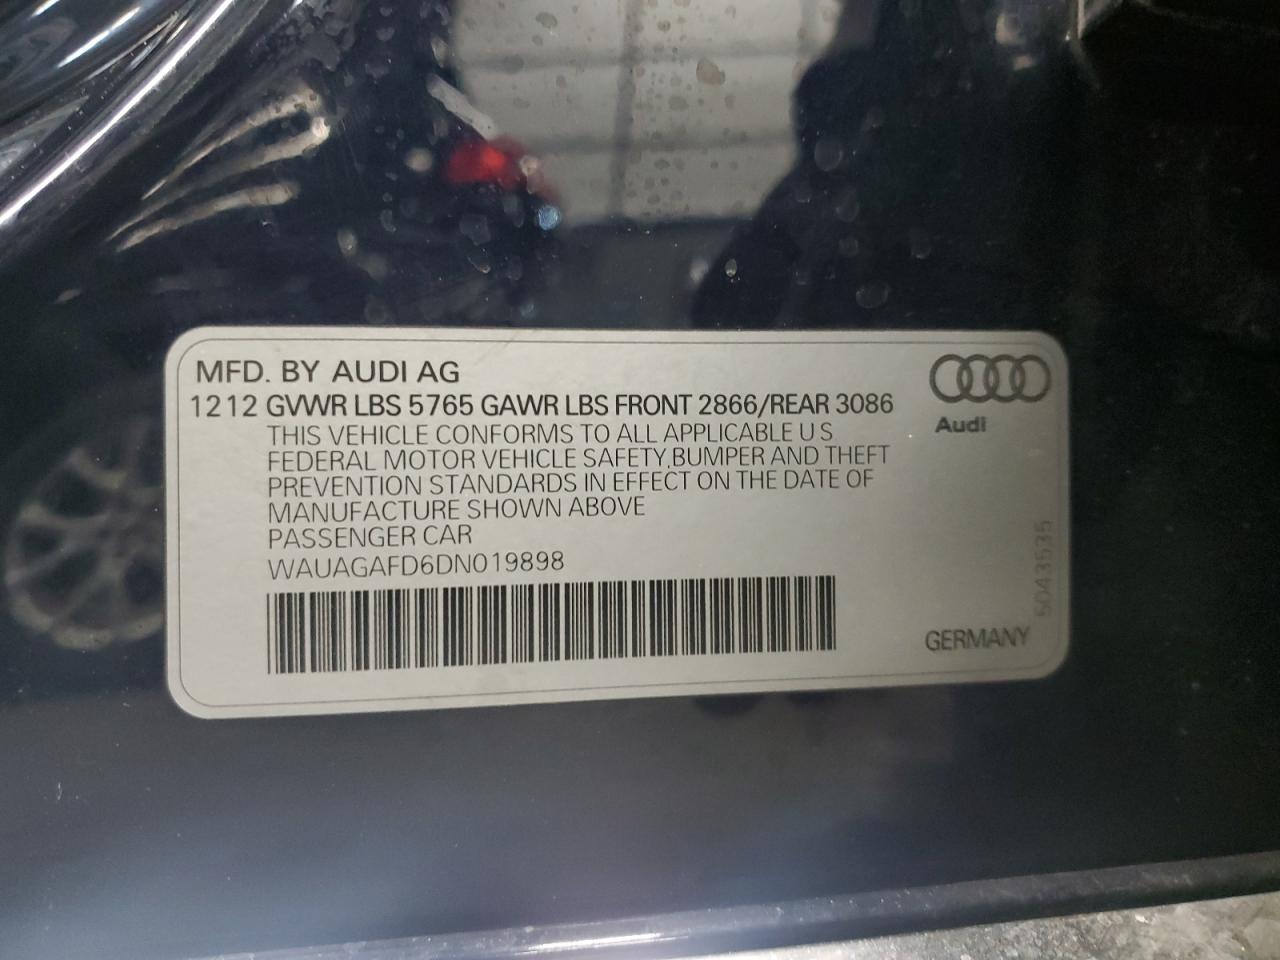 MFD. BY AUDI AG
1212 GVWR LBS 5765 GAWR LBS FRONT 2866/REAR 3086
THIS VEHICLE CONFORMS TO ALL APPLICABLE U S
FEDERAL MOTOR VEHICLE SAFETY,BUMPER AND THEFT
PREVENTION STANDARDS IN EFFECT ON THE DATE OF
MANUFACTURE SHOWN ABOVE
PASSENGER CAR
WAUAGAFD6DN019898
Audi
5043535
GERMANY